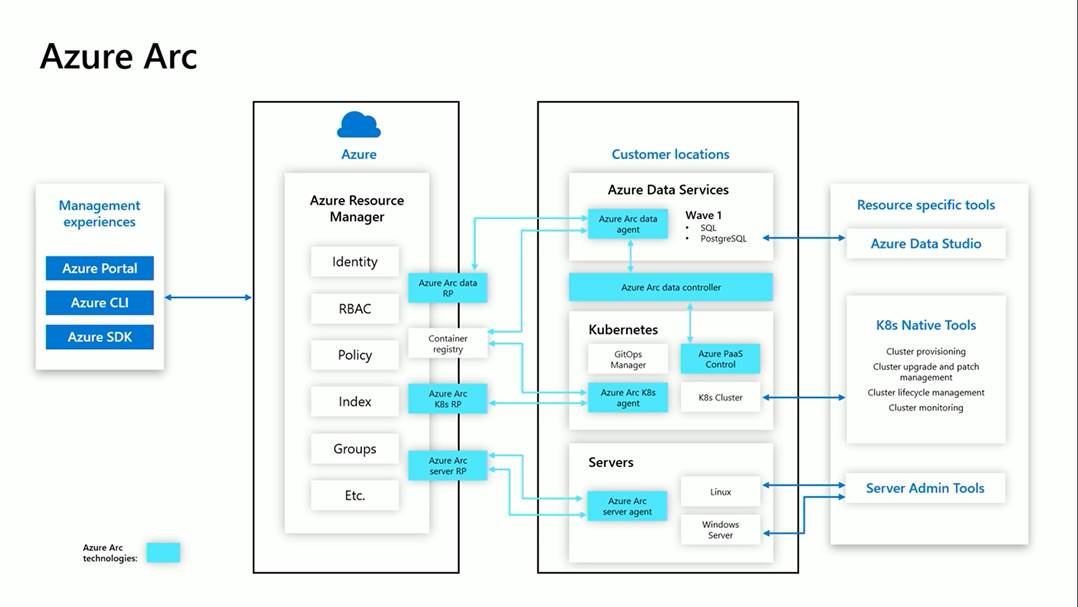 Azure Arc
Management
experiences
Azure Portal
Azure CLI
Azure SDK
Azure
Azure Resource
Manager
Identity
RBAC
Policy
Index
Groups
Etc.
Azure Arc data
RP
Container
registry
Azure Arc
K8s RP
Azure Arc
server RP
Customer locations
Azure Data Services
Azure Arc data
agent
Wave 1
• SQL
• PostgreSQL
Azure Arc data controller
Kubernetes
GitOps
Manager
Azure PaaS
Control
Azure Arc K8s
agent
K8s Cluster
Servers
Azure Arc
server agent
Linux
Windows
Server
Resource specific tools
Azure Data Studio
K8s Native Tools
Cluster provisioning
Cluster upgrade and patch
management
Cluster lifecycle management
Cluster monitoring
Server Admin Tools
Azure Arc
technologies: